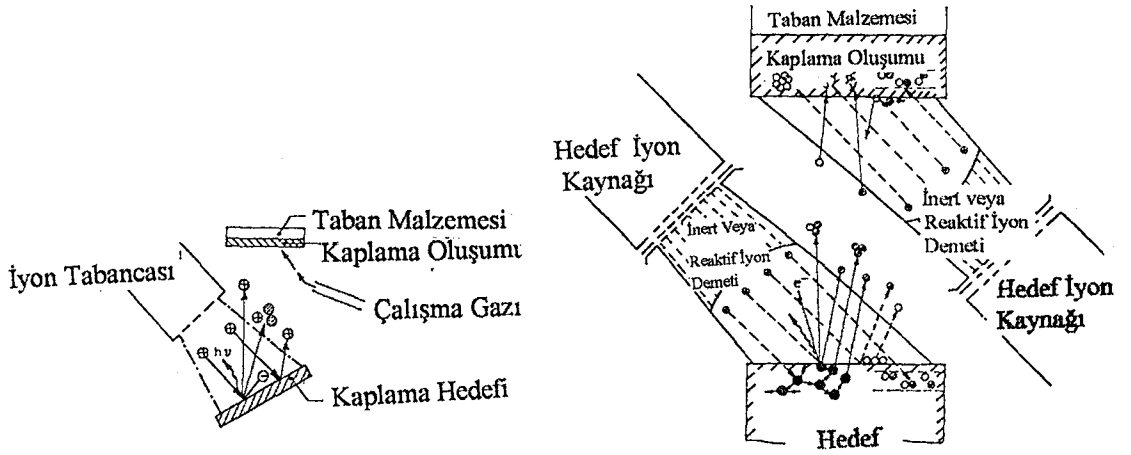 İyon Tabancası
hν
Taban Malzemesi
Kaplama Oluşumu
Çalışma Gazı
Kaplama Hedefi
Taban Malzemesi
Kaplama Oluşumu
Hedef İyon
Kaynağı
İnert Veya
Reaktif İyon
Demeti
İnert veya
Reaktif İyon
Demeti
Hedef İyon
Kaynağı
Hedef